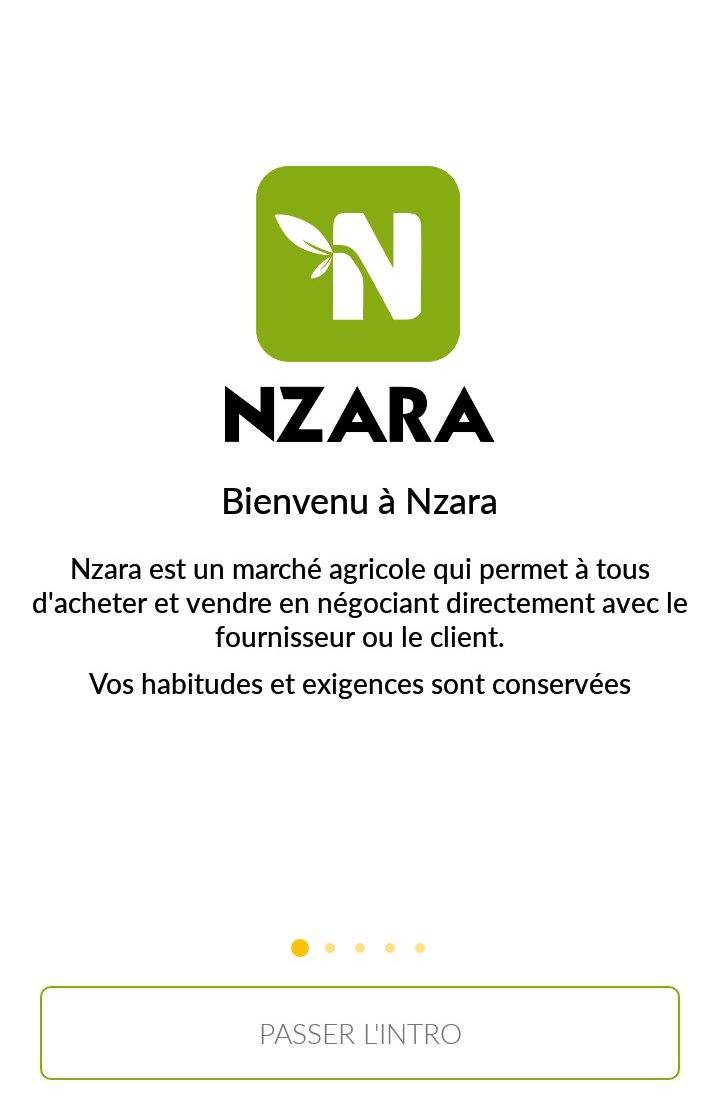 N
NZARA
Bienvenu à Nzara
Nzara est un marché agricole qui permet à tous
d'acheter et vendre en négociant directement avec le
fournisseur ou le client.
Vos habitudes et exigences sont conservées
PASSER L'INTRO